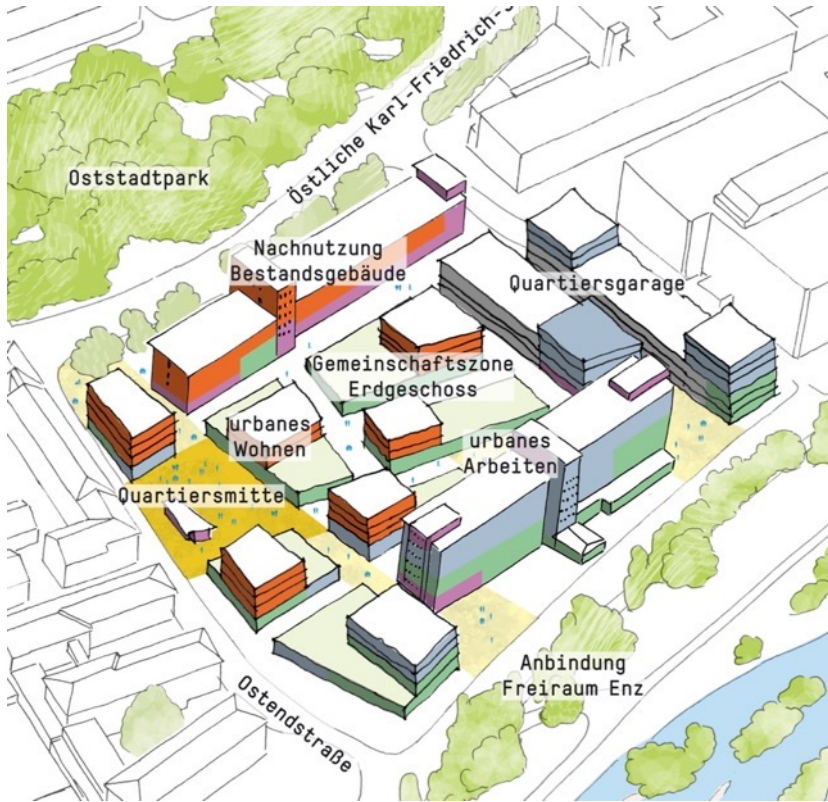 Östliche Karl-Friedrich-S
Oststadtpark
Nachnutzung
Bestandsgebäude
Quartiersgarage
Gemeinschaftszone
Erdgeschoss
urbanes
Wohnen
urbanes
Arbeiten
Quartiersmitte
Anbindung
Freiraum Enz
Ostendstraße